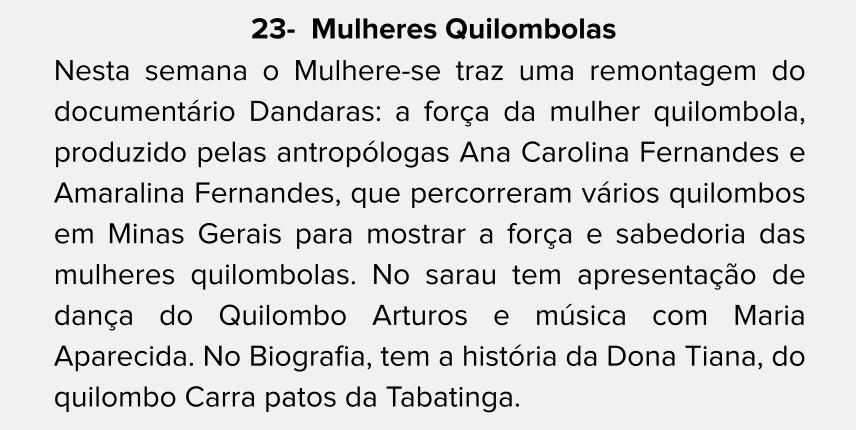 23- Mulheres Quilombolas
Nesta semana o Mulhere-se traz uma remontagem do
documentário Dandaras: a força da mulher quilombola,
produzido pelas antropólogas Ana Carolina Fernandes e
Amaralina Fernandes, que percorreram vários quilombos
em Minas Gerais para mostrar a força e sabedoria das
mulheres quilombolas. No sarau tem apresentação de
dança do Quilombo Arturos e música com Maria
Aparecida. No Biografia, tem a história da Dona Tiana, do
quilombo Carra patos da Tabatinga.